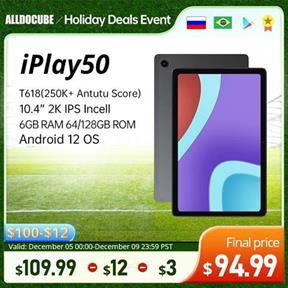 ALLDOCUBE / Holiday Deals Event
iPlay50
T618(250K+ Antutu Score)
10.4" 2K IPS Incell
6GB RAM 64/128GB ROM
Android 12 OS
$100-$12
Valid: December 05 00:00-December 09 23:59 PST
Final price
$109.99 - $12 - $3 $94.99